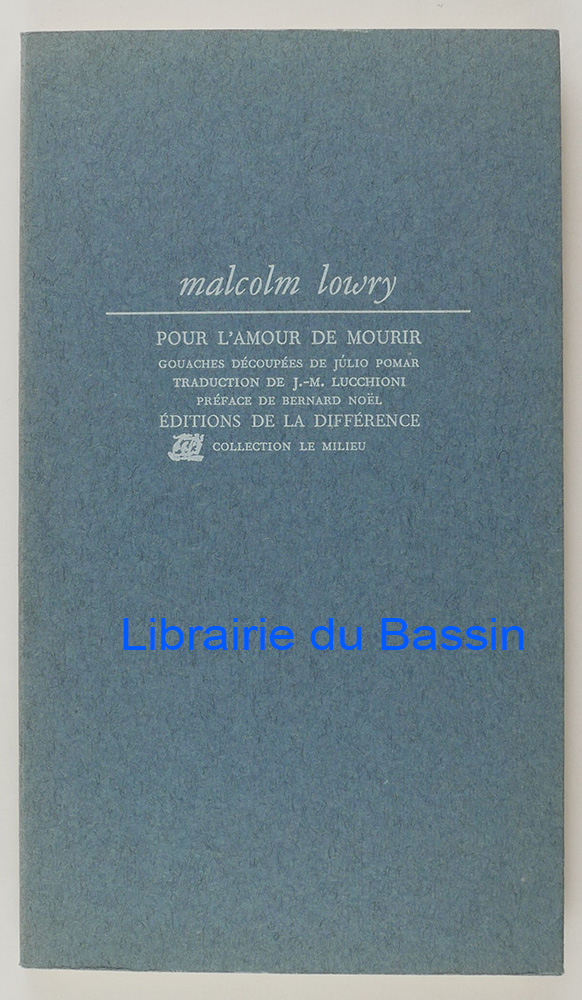 malcolm lowry
POUR L'AMOUR DE MOURIR
GOUACHES DÉCOUPÉES DE JÚLIO POMAR
TRADUCTION DE J.-M. LUCCHIONI
PRÉFACE DE BERNARD NOËL
ÉDITIONS DE LA DIFFÉRENCE
COLLECTION LE MILIEU
Librairie du Bassin